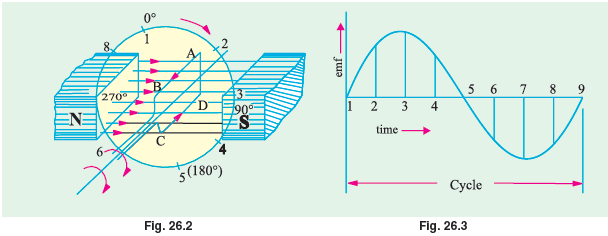 0°
1
2
8
A
B
3
270°
D
90°
N
S
C
4
6
5 (180°)
emf
1 2 3 4 5 6 7 8 9
time
Cycle
Fig. 26.2
Fig. 26.3